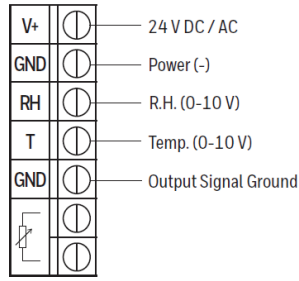 V+ 24 V DC / AC
GND Power (-)
RH R.H. (0-10 V)
T Temp. (0-10 V)
GND Output Signal Ground